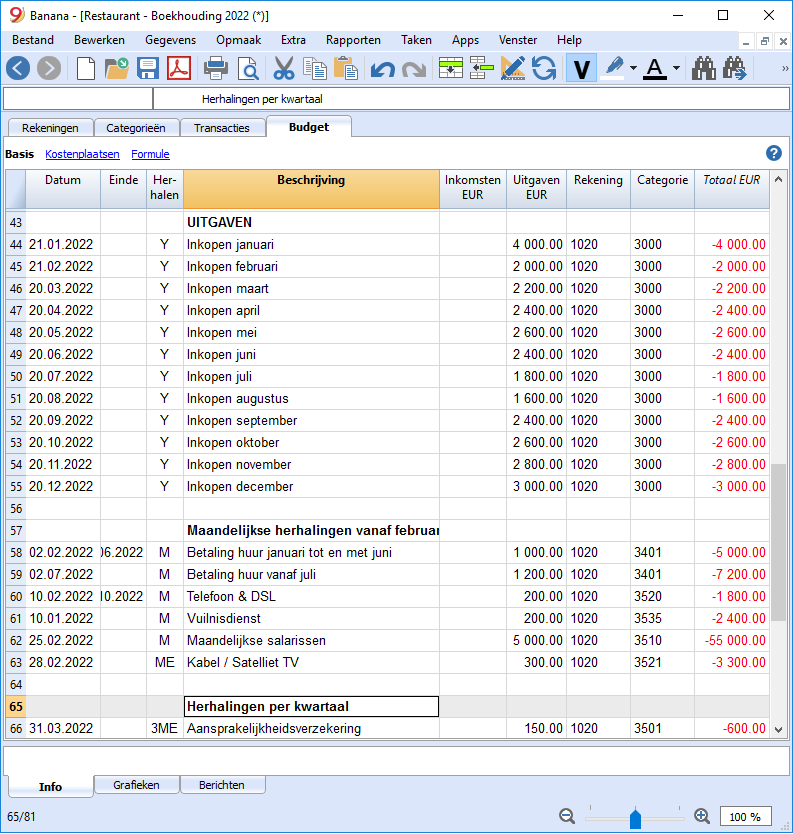 Banana - [Restaurant - Boekhouding 2022 (*)]
Bestand Bewerken Gegevens Opmaak Extra Rapporten Taken Apps Venster Help
V A »
Herhalingen per kwartaal
Rekeningen Categorieën Transacties Budget
Basis Kostenplaatsen Formule ?
Datum Einde Her- Beschrijving Inkomsten Uitgaven Rekening Categorie Totaal EUR
halen EUR EUR
43 UITGAVEN
44 21.01.2022 Y Inkopen januari 4 000.00 1020 3000 -4 000.00
45 21.02.2022 Y Inkopen februari 2 000.00 1020 3000 -2 000.00
46 20.03.2022 Y Inkopen maart 2 200.00 1020 3000 -2 200.00
47 20.04.2022 Y Inkopen april 2 400.00 1020 3000 -2 400.00
48 20.05.2022 Y Inkopen mei 2 600.00 1020 3000 -2 600.00
49 20.06.2022 Y Inkopen juni 2 400.00 1020 3000 -2 400.00
50 20.07.2022 Y Inkopen juli 1 800.00 1020 3000 -1 800.00
51 20.08.2022 Y Inkopen augustus 1 600.00 1020 3000 -1 600.00
52 20.09.2022 Y Inkopen september 2 400.00 1020 3000 -2 400.00
53 20.10.2022 Y Inkopen oktober 2 600.00 1020 3000 -2 600.00
54 20.11.2022 Y Inkopen november 2 800.00 1020 3000 -2 800.00
55 20.12.2022 Y Inkopen december 3 000.00 1020 3000 -3 000.00
56
57 Maandelijkse herhalingen vanaf februar
58 02.02.2022 06.2022 M Betaling huur januari tot en met juni 1 000.00 1020 3401 -5 000.00
59 02.07.2022 M Betaling huur vanaf juli 1 200.00 1020 3401 -7 200.00
60 10.02.2022 10.2022 M Telefoon & DSL 200.00 1020 3520 -1 800.00
61 10.01.2022 M Vuilnisdienst 200.00 1020 3535 -2 400.00
62 25.02.2022 M Maandelijkse salarissen 5 000.00 1020 3510 -55 000.00
63 28.02.2022 ME Kabel / Satelliet TV 300.00 1020 3521 -3 300.00
64
65 Herhalingen per kwartaal
66 31.03.2022 3ME Aansprakelijkheidsverzekering 150.00 1020 3501 -600.00
Info Grafieken Berichten
65/81 100 %